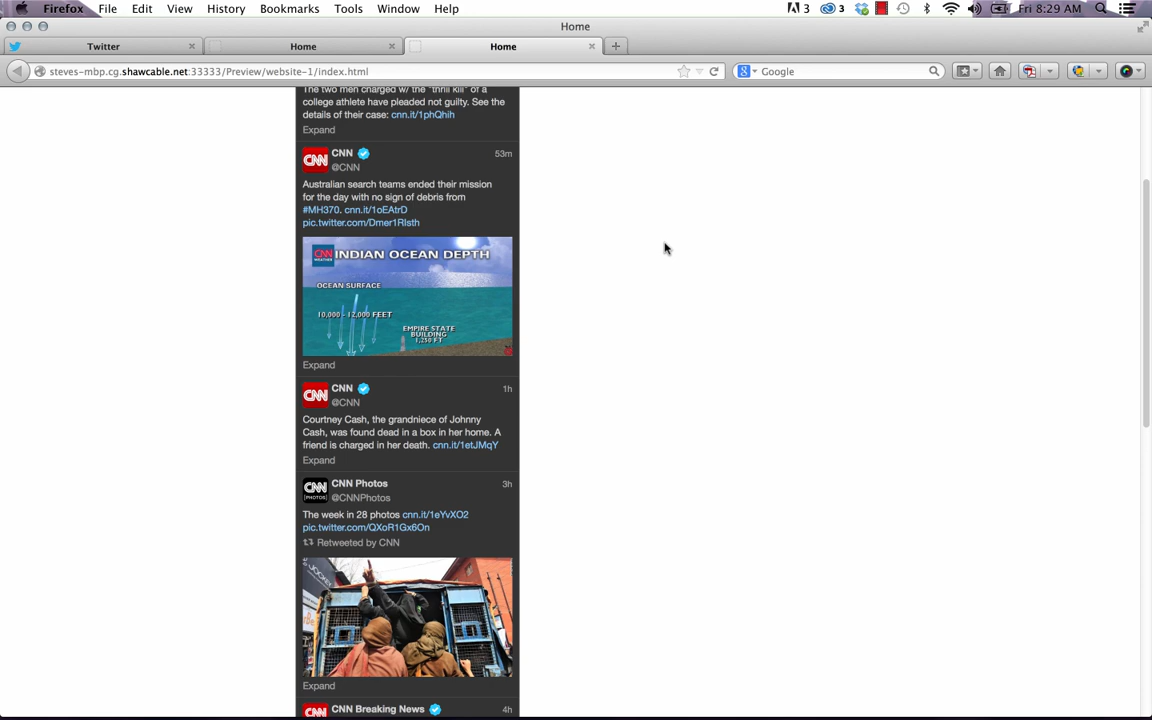 Firefox File Edit View History Bookmarks Tools Window Help 3 3 Fri 8:29 AM
Home
Twitter Home Home
steves-mbp.cg.shawcable.net:33333/Preview/website-1/index.html Google
The two men charged w/ the "thrill kill" of a
college athlete have pleaded not guilty. See the
details of their case: cnn.it/1phQhih
Expand
CNN 53m
@CNN
Australian search teams ended their mission
for the day with no sign of debris from
#MH370. cnn.it/1oEAtrD
pic.twitter.com/Dmer1RIsth
CNN WEATHER INDIAN OCEAN DEPTH
OCEAN SURFACE
10,000 - 12,000 FEET
EMPIRE STATE
BUILDING
1,250 FT
Expand
CNN 1h
@CNN
Courtney Cash, the grandniece of Johnny
Cash, was found dead in a box in her home. A
friend is charged in her death. cnn.it/1etJMqY
Expand
CNN Photos 3h
@CNNPhotos
The week in 28 photos cnn.it/1eYvXO2
pic.twitter.com/QXoR1Gx6On
Retweeted by CNN
Expand
CNN Breaking News 4h